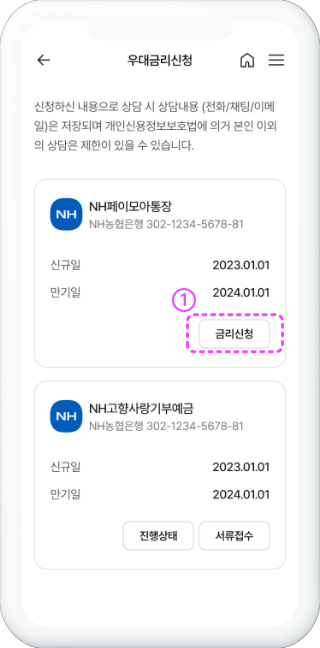 우대금리신청
신청하신 내용으로 상담 시 상담내용 (전화/채팅/이메
일)은 저장되며 개인신용정보보호법에 의거 본인 이외
의 상담은 제한이 있을 수 있습니다.
NH NH페이모아통장
NH농협은행 302-1234-5678-81
신규일 2023.01.01
만기일 2024.01.01
①
금리신청
NH NH고향사랑기부예금
NH농협은행 302-1234-5678-81
신규일 2023.01.01
만기일 2024.01.01
진행상태 서류접수